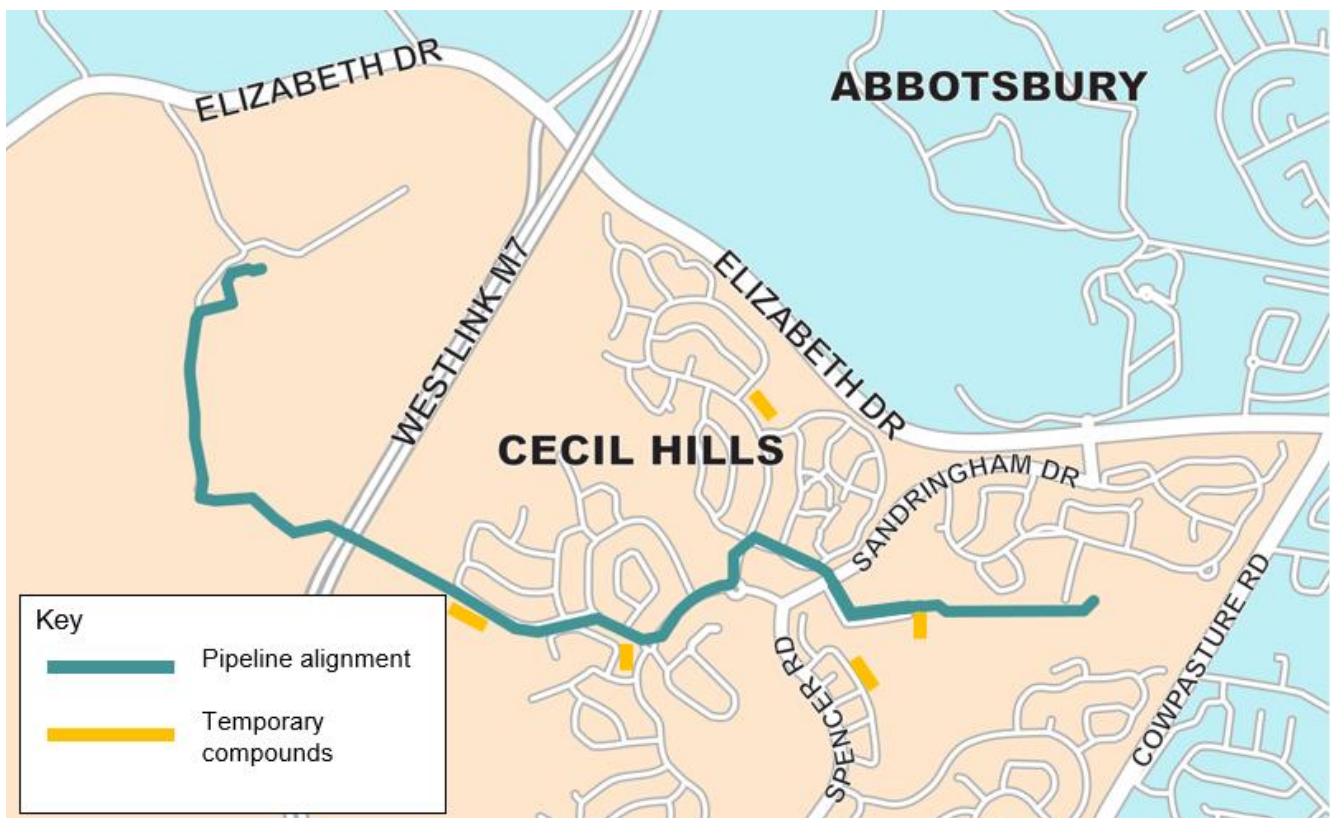 ELIZABETH DR
ABBOTSBURY
WESTLINK M7
ELIZABETH DR
CECIL HILLS
SANDRINGHAM DR
COWPASTURE RD
SPENCER RD
Key
Pipeline alignment
Temporary
compounds